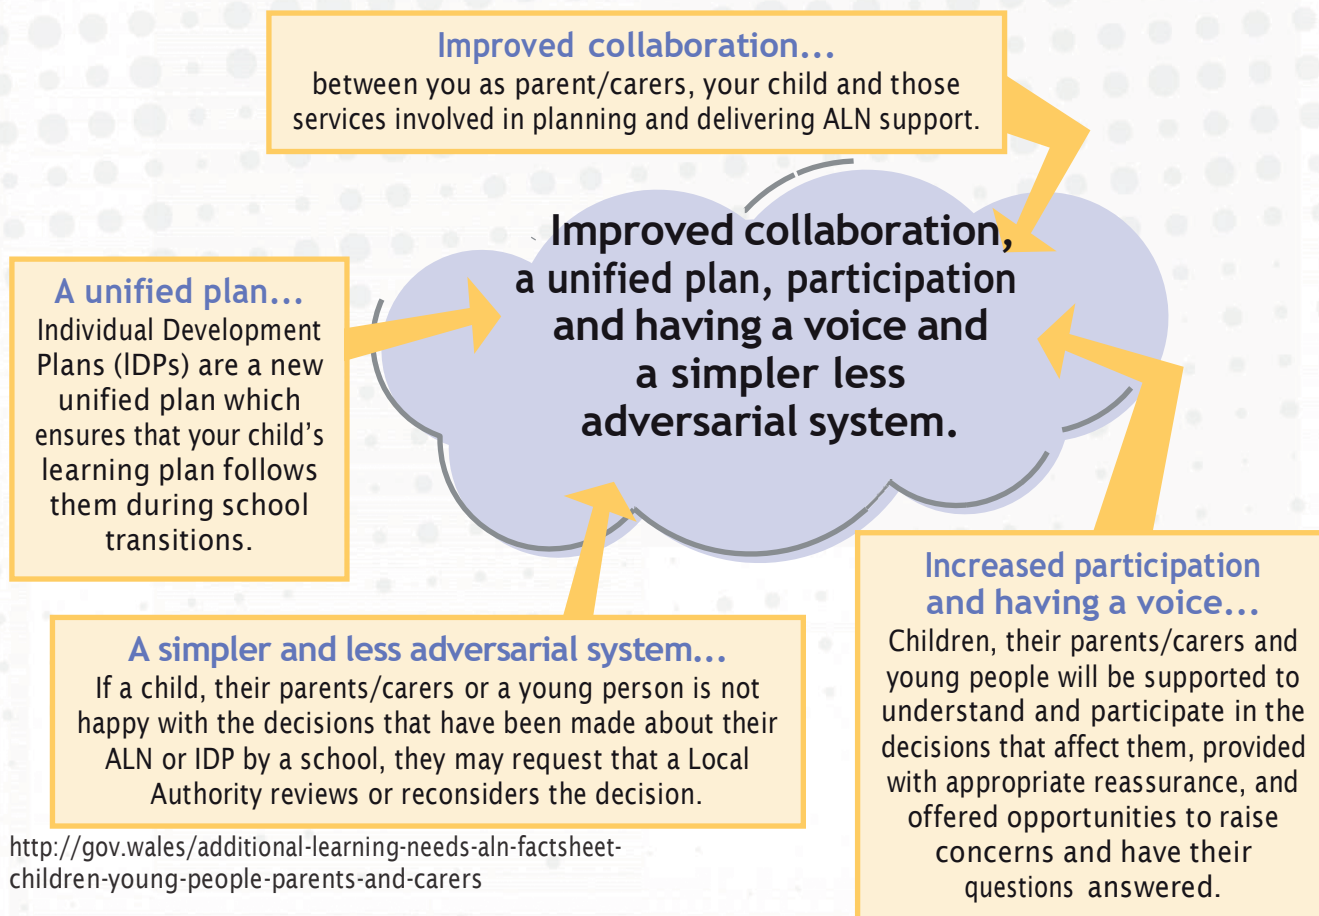 Improved collaboration...
between you as parent/carers, your child and those
services involved in planning and delivering ALN support.
Improved collaboration,
a unified plan, participation
and having a voice and
a simpler less
adversarial system.
A unified plan...
Individual Development
Plans (IDPs) are a new
unified plan which
ensures that your child's
learning plan follows
them during school
transitions.
A simpler and less adversarial system...
If a child, their parents/carers or a young person is not
happy with the decisions that have been made about their
ALN or IDP by a school, they may request that a Local
Authority reviews or reconsiders the decision.
Increased participation
and having a voice...
Children, their parents/carers and
young people will be supported to
understand and participate in the
decisions that affect them, provided
with appropriate reassurance, and
offered opportunities to raise
concerns and have their
questions answered.
http://gov.wales/additional-learning-needs-aln-factsheet-
children-young-people-parents-and-carers